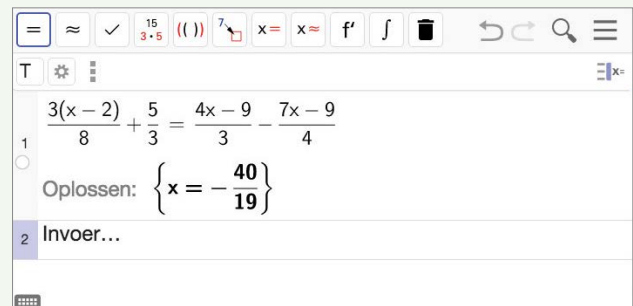 = ≈ ✓ 15 3·5 (( )) 7 x= x≈ f' ∫
T x=
1 3(x − 2)/8 + 5/3 = (4x − 9)/3 − (7x − 9)/4
Oplossen: {x = −40/19}
2 Invoer...